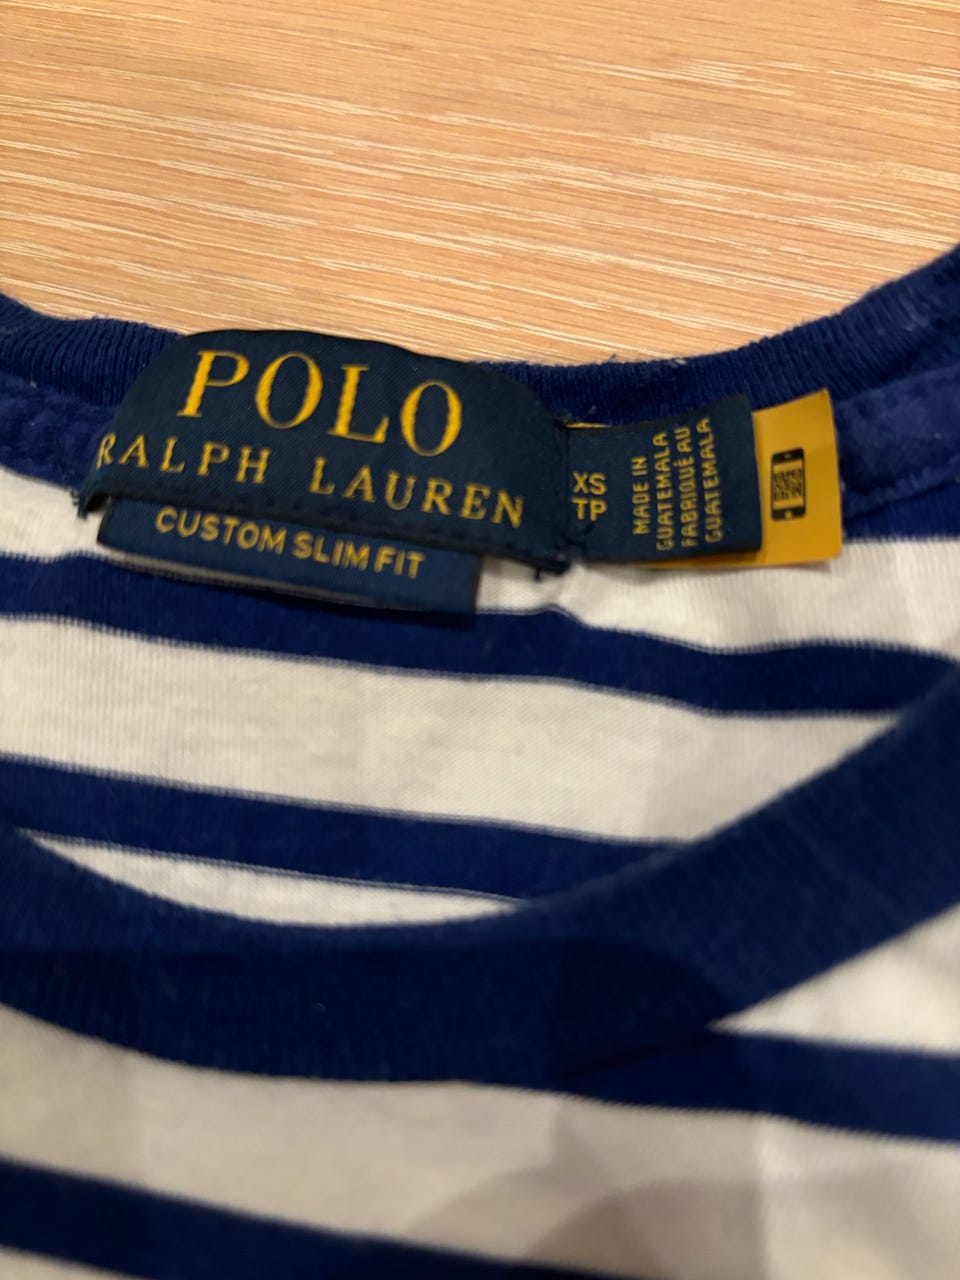 POLO
RALPH LAUREN
CUSTOM SLIM FIT
XS
TP
MADE IN
GUATEMALA
FABRIQUÉ AU
GUATEMALA